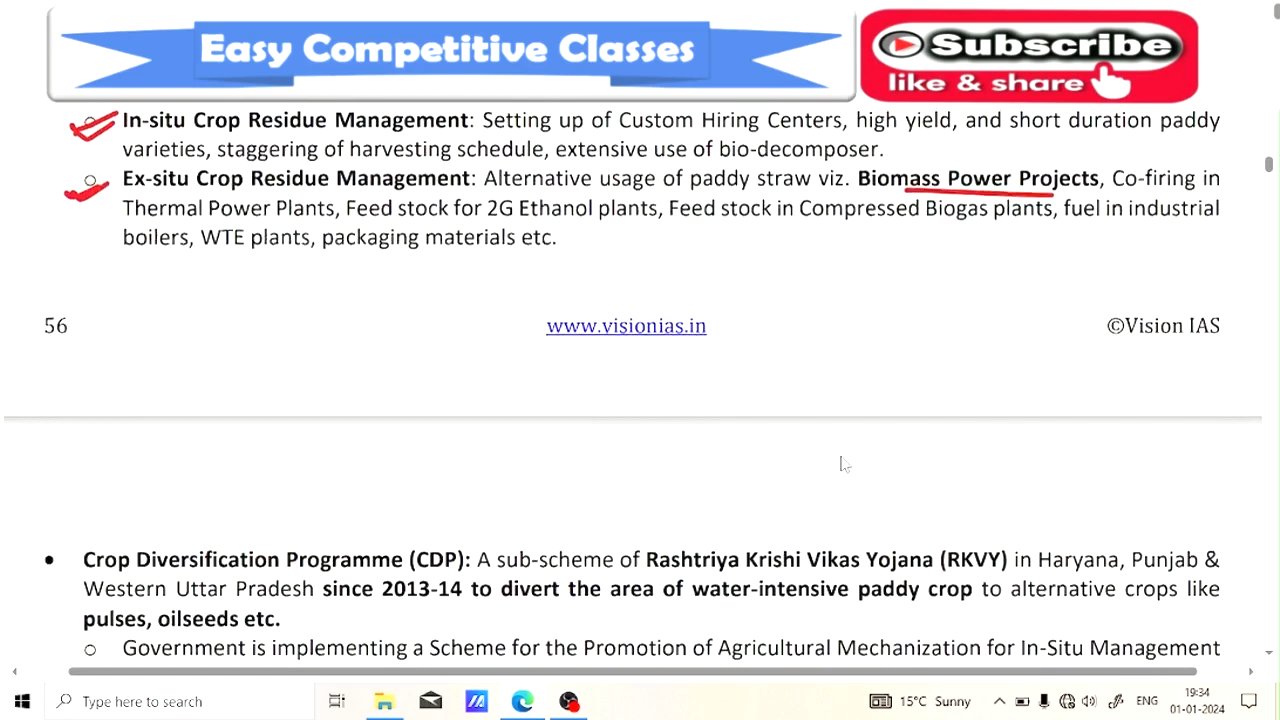 Easy Competitive Classes
Subscribe
like & share
In-situ Crop Residue Management: Setting up of Custom Hiring Centers, high yield, and short duration paddy
varieties, staggering of harvesting schedule, extensive use of bio-decomposer.
Ex-situ Crop Residue Management: Alternative usage of paddy straw viz. Biomass Power Projects, Co-firing in
Thermal Power Plants, Feed stock for 2G Ethanol plants, Feed stock in Compressed Biogas plants, fuel in industrial
boilers, WTE plants, packaging materials etc.
56 www.visionias.in ©Vision IAS
• Crop Diversification Programme (CDP): A sub-scheme of Rashtriya Krishi Vikas Yojana (RKVY) in Haryana, Punjab &
Western Uttar Pradesh since 2013-14 to divert the area of water-intensive paddy crop to alternative crops like
pulses, oilseeds etc.
o Government is implementing a Scheme for the Promotion of Agricultural Mechanization for In-Situ Management
Type here to search
15°C Sunny
ENG
19:34
01-01-2024